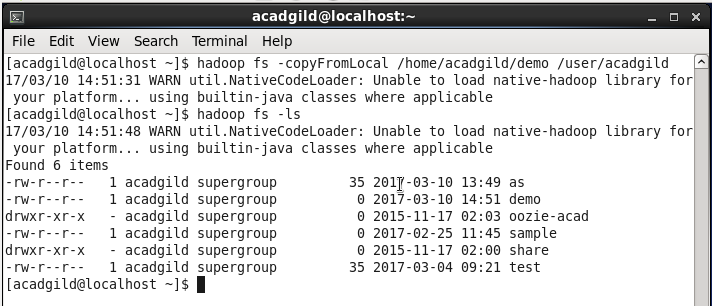 acadgild@localhost:~
File Edit View Search Terminal Help
[acadgild@localhost ~]$ hadoop fs -copyFromLocal /home/acadgild/demo /user/acadgild
17/03/10 14:51:31 WARN util.NativeCodeLoader: Unable to load native-hadoop library for
your platform... using builtin-java classes where applicable
[acadgild@localhost ~]$ hadoop fs -ls
17/03/10 14:51:48 WARN util.NativeCodeLoader: Unable to load native-hadoop library for
your platform... using builtin-java classes where applicable
Found 6 items
-rw-r--r--   1 acadgild supergroup         35 2017-03-10 13:49 as
-rw-r--r--   1 acadgild supergroup          0 2017-03-10 14:51 demo
drwxr-xr-x   - acadgild supergroup          0 2015-11-17 02:03 oozie-acad
-rw-r--r--   1 acadgild supergroup          0 2017-02-25 11:45 sample
drwxr-xr-x   - acadgild supergroup          0 2015-11-17 02:00 share
-rw-r--r--   1 acadgild supergroup         35 2017-03-04 09:21 test
[acadgild@localhost ~]$